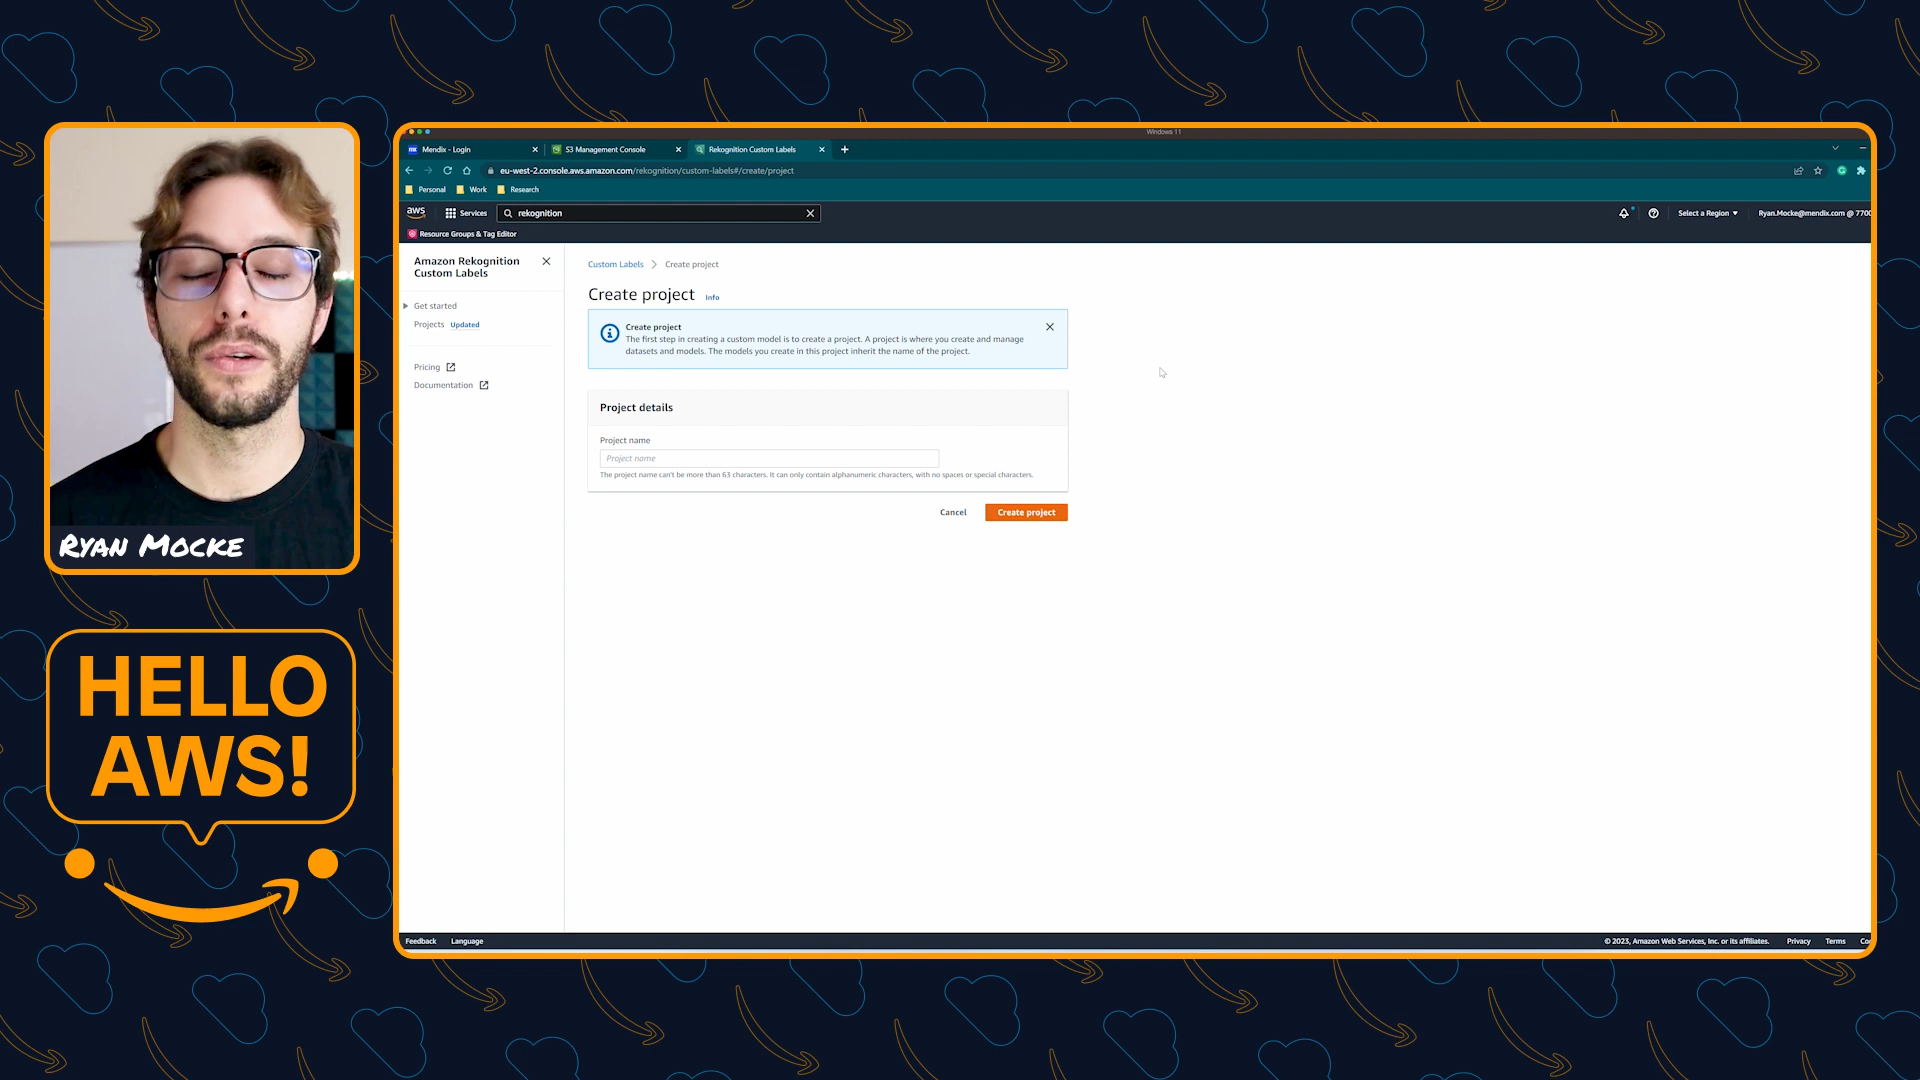 Windows 11
Mendix - Login
S3 Management Console
Rekognition Custom Labels
eu-west-2.console.aws.amazon.com/rekognition/custom-labels#/create/project
Personal
Work
Research
aws
Services
rekognition
Select a Region
Ryan.Mocke@mendix.com @ 7700
Resource Groups & Tag Editor
Amazon Rekognition
Custom Labels
Get started
Projects Updated
Pricing
Documentation
Custom Labels
Create project
Create project Info
Create project
The first step in creating a custom model is to create a project. A project is where you create and manage
datasets and models. The models you create in this project inherit the name of the project.
Project details
Project name
Project name
The project name can't be more than 63 characters. It can only contain alphanumeric characters, with no spaces or special characters.
Cancel
Create project
Feedback
Language
© 2023, Amazon Web Services, Inc. or its affiliates.
Privacy
Terms
Co
Ryan Mocke
HELLO
AWS!